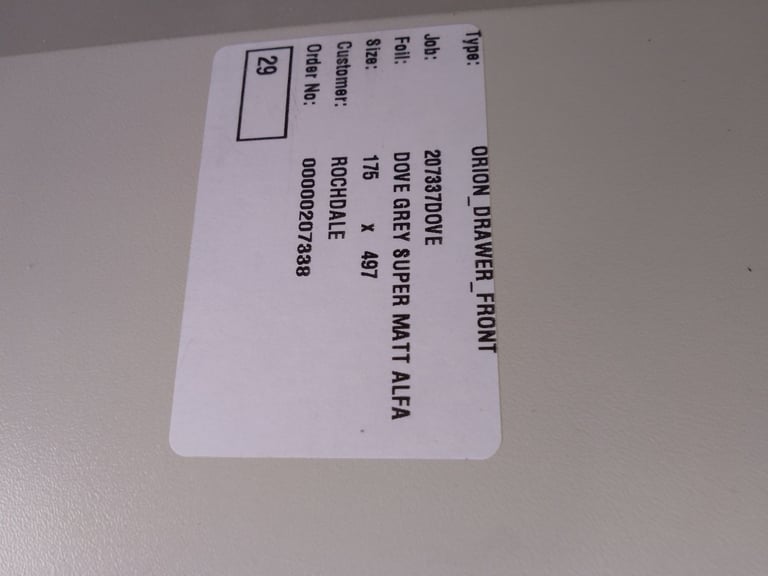 Type: ORION_DRAWER_FRONT
Job: 207337DOVE
Foil: DOVE GREY SUPER MATT ALFA
Size: 175 x 497
Customer: ROCHDALE
Order No: 00000207338
29